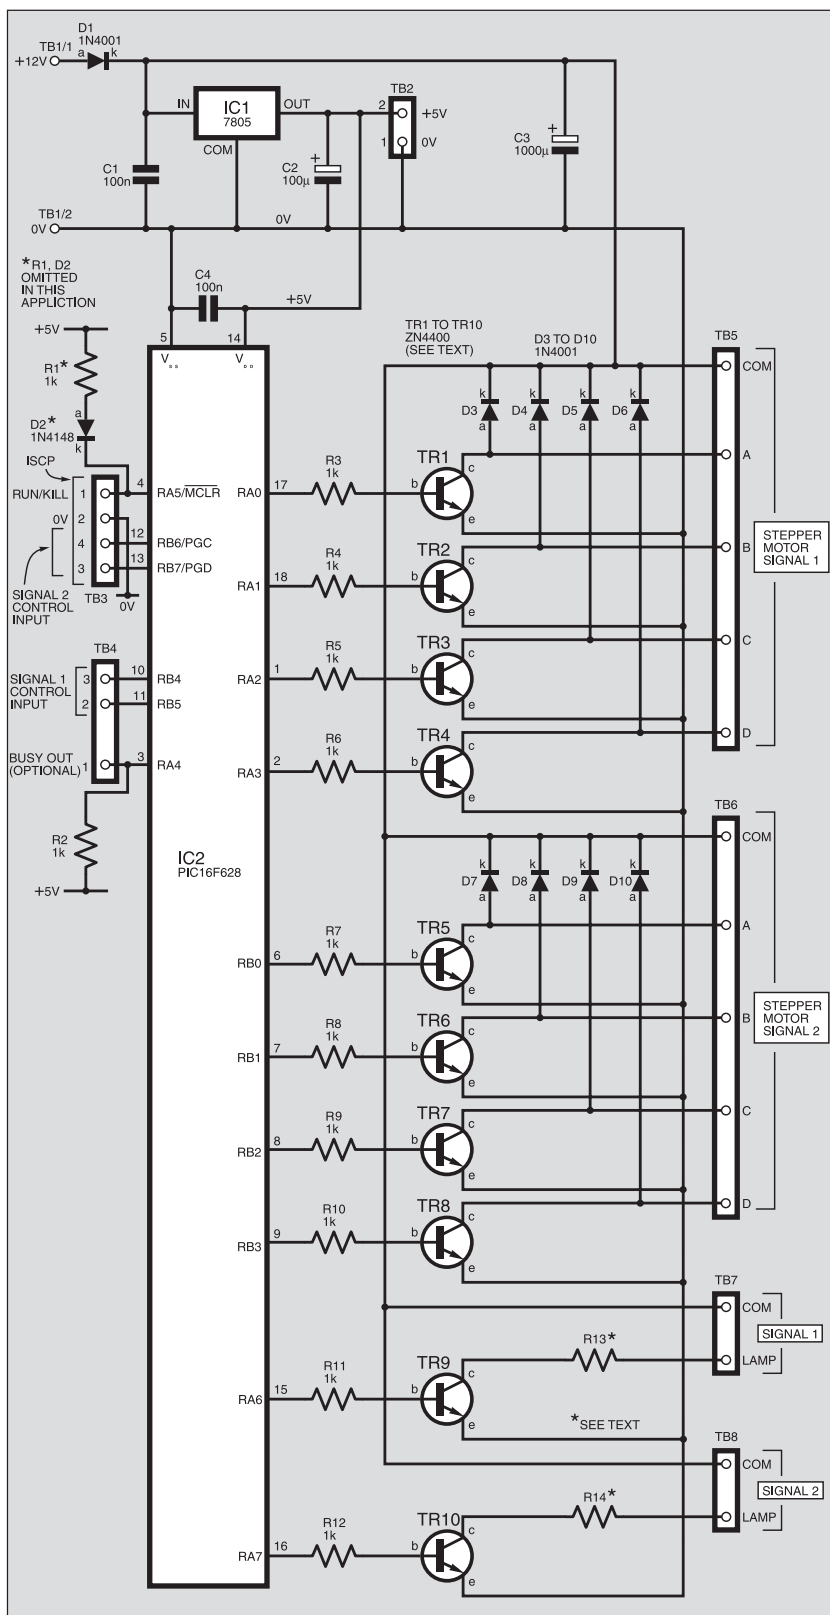 D1
1N4001
TB1/1
a k
+12V
IN
IC1
7805
OUT
COM
TB2
2 +5V
1 0V
C1
100n
+
C2
100µ
+
C3
1000µ
TB1/2
0V
0V
*R1, D2
OMITTED
IN THIS
APPLICTION
C4
100n
+5V
+5V
5
14
VSS
VDD
R1*
1k
a
D2*
1N4148
k
ISCP
RUN/KILL
1
4
RA5/MCLR
0V
2
4
12
RB6/PGC
3
13
RB7/PGD
SIGNAL 2
CONTROL
INPUT
TB3
0V
TB4
SIGNAL 1
CONTROL
INPUT
3
10
RB4
2
11
RB5
BUSY OUT
(OPTIONAL)
1
3
RA4
R2
1k
+5V
IC2
PIC16F628
TR1 TO TR10
ZN4400
(SEE TEXT)
D3 TO D10
1N4001
TB5
COM
k k k k
D3 D4 D5 D6
a a a a
RA0
17
R3
1k
b
TR1
c
e
A
RA1
18
R4
1k
b
TR2
c
e
B
STEPPER
MOTOR
SIGNAL 1
RA2
1
R5
1k
b
TR3
c
e
C
RA3
2
R6
1k
b
TR4
c
e
D
TB6
COM
k k k k
D7 D8 D9 D10
a a a a
RB0
6
R7
1k
b
TR5
c
e
A
RB1
7
R8
1k
b
TR6
c
e
B
STEPPER
MOTOR
SIGNAL 2
RB2
8
R9
1k
b
TR7
c
e
C
RB3
9
R10
1k
b
TR8
c
e
D
TB7
COM
SIGNAL 1
LAMP
R13*
RA6
15
R11
1k
b
TR9
c
e
*SEE TEXT
TB8
COM
SIGNAL 2
LAMP
R14*
RA7
16
R12
1k
b
TR10
c
e